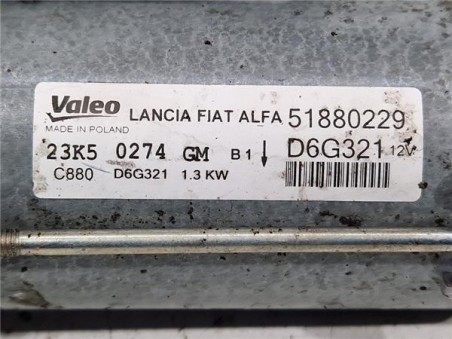 Valeo LANCIA FIAT ALFA 51880229
MADE IN POLAND
23K5 0274 GM B1 D6G321 12V
C880 D6G321 1.3 KW